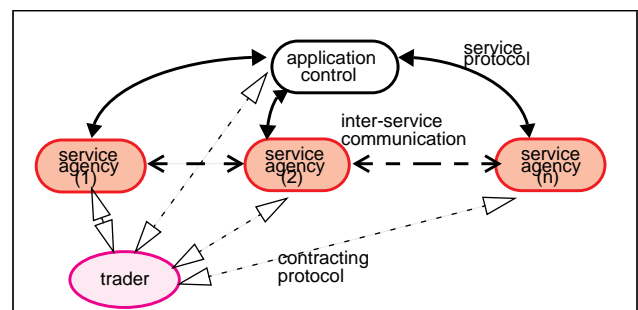 application
control
service
protocol
inter-service
communication
service
agency
(1)
service
agency
(2)
service
agency
(n)
contracting
protocol
trader